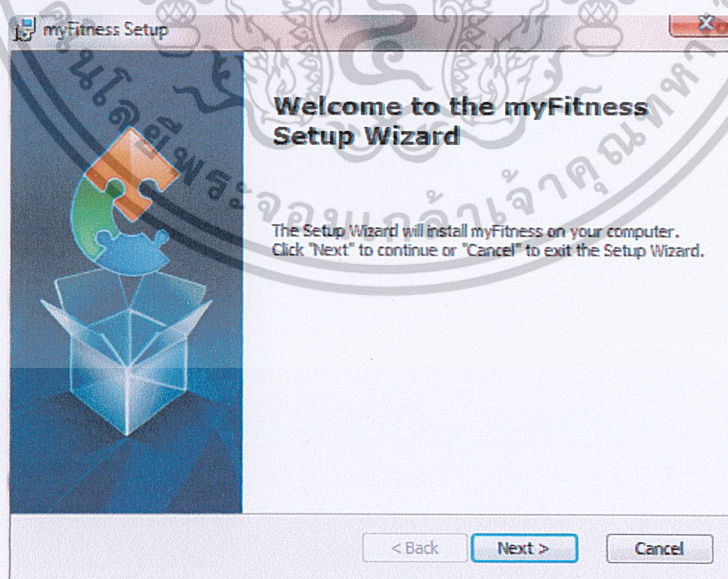 myFitness Setup
Welcome to the myFitness
Setup Wizard
The Setup Wizard will install myFitness on your computer.
Click "Next" to continue or "Cancel" to exit the Setup Wizard.
< Back
Next >
Cancel